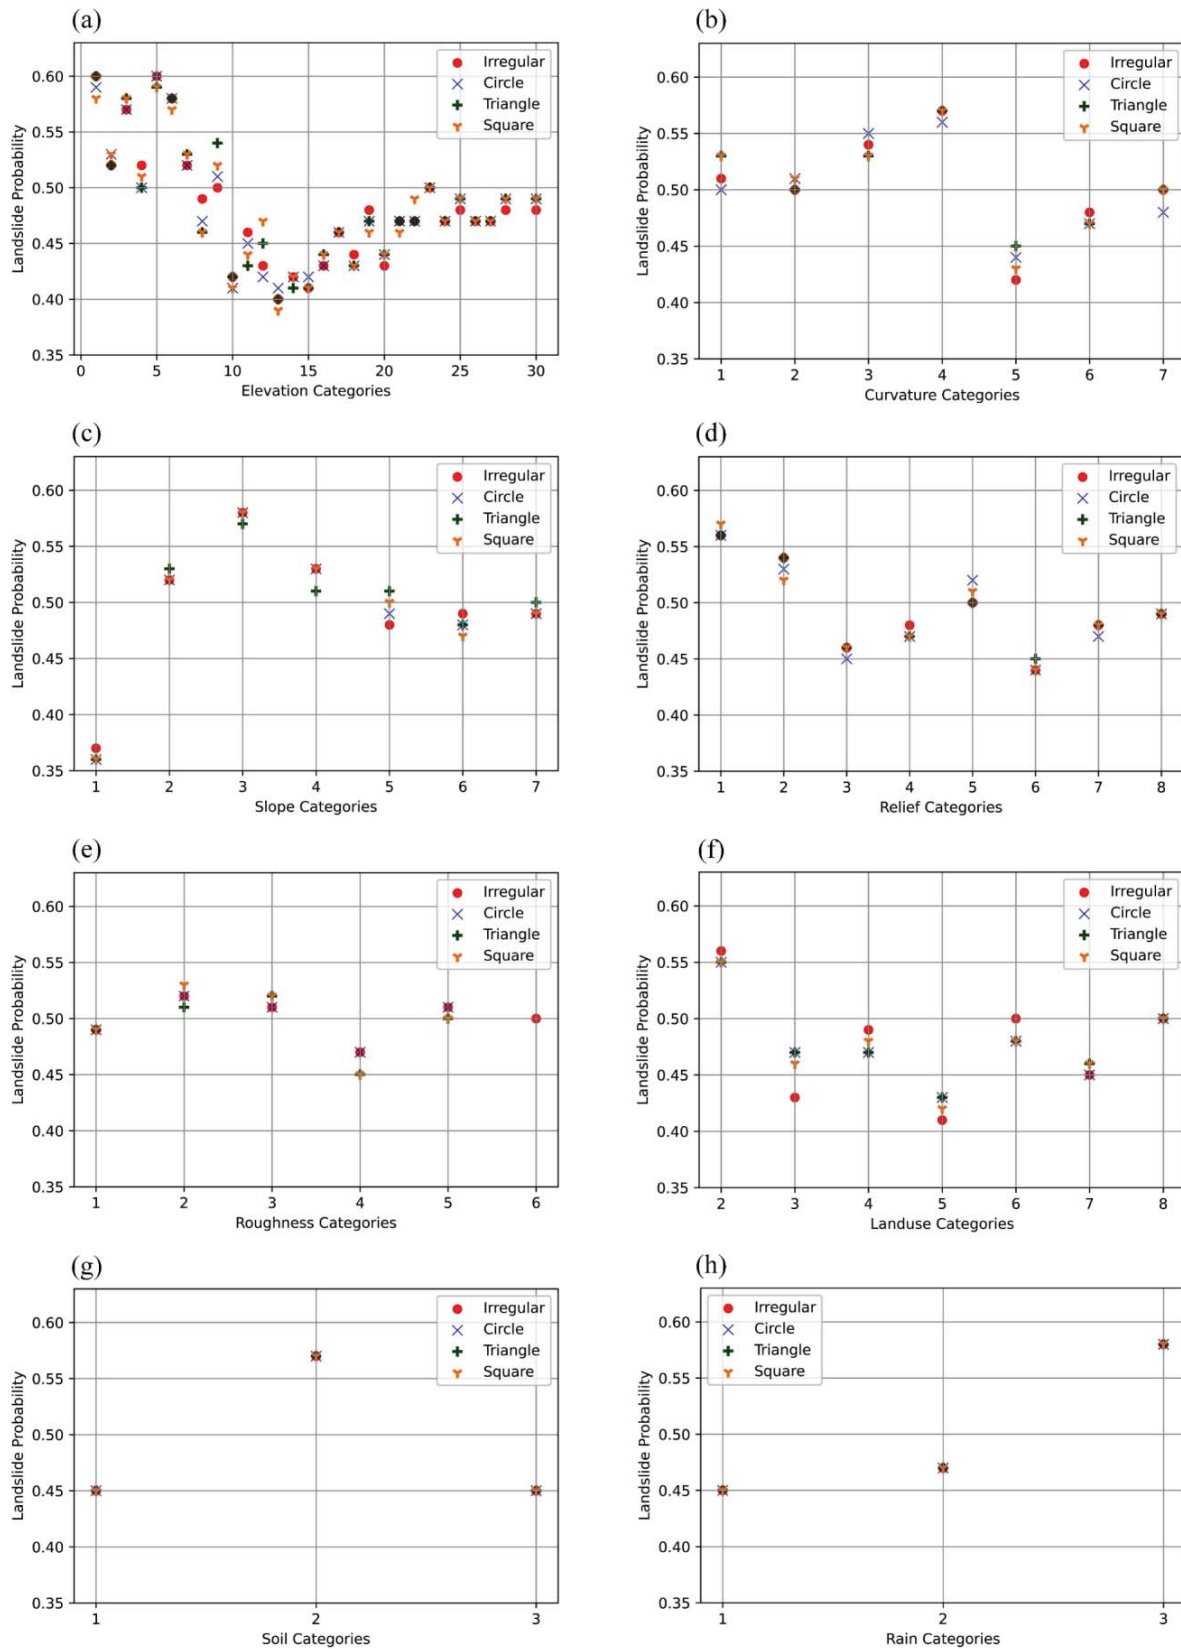 (a)
0.60
0.55
0.50
0.45
0.40
0.35
Landslide Probability
0 5 10 15 20 25 30
Elevation Categories
Irregular
Circle
Triangle
Square
(b)
0.60
0.55
0.50
0.45
0.40
0.35
Landslide Probability
1 2 3 4 5 6 7
Curvature Categories
Irregular
Circle
Triangle
Square
(c)
0.60
0.55
0.50
0.45
0.40
0.35
Landslide Probability
1 2 3 4 5 6 7
Slope Categories
Irregular
Circle
Triangle
Square
(d)
0.60
0.55
0.50
0.45
0.40
0.35
Landslide Probability
1 2 3 4 5 6 7 8
Relief Categories
Irregular
Circle
Triangle
Square
(e)
0.60
0.55
0.50
0.45
0.40
0.35
Landslide Probability
1 2 3 4 5 6
Roughness Categories
Irregular
Circle
Triangle
Square
(f)
0.60
0.55
0.50
0.45
0.40
0.35
Landslide Probability
2 3 4 5 6 7 8
Landuse Categories
Irregular
Circle
Triangle
Square
(g)
0.60
0.55
0.50
0.45
0.40
0.35
Landslide Probability
1 2 3
Soil Categories
Irregular
Circle
Triangle
Square
(h)
0.60
0.55
0.50
0.45
0.40
0.35
Landslide Probability
1 2 3
Rain Categories
Irregular
Circle
Triangle
Square